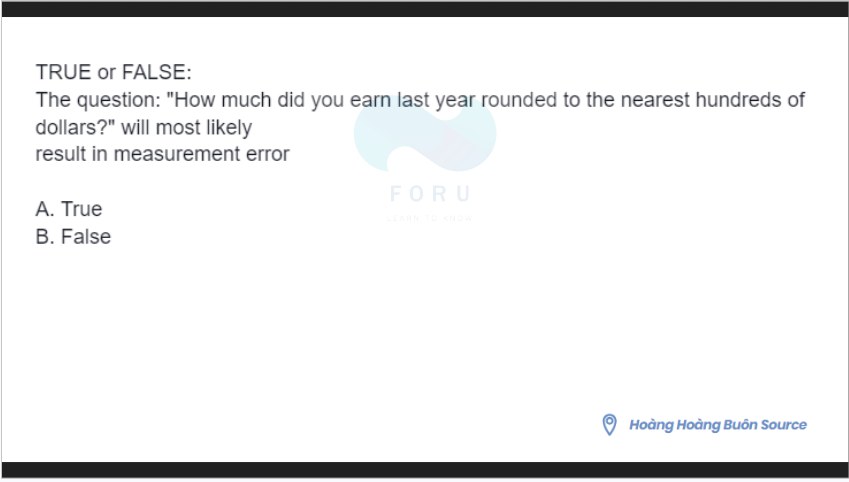 TRUE or FALSE:
The question: "How much did you earn last year rounded to the nearest hundreds of
dollars?" will most likely
result in measurement error
A. True
B. False
FORU
Hoàng Hoàng Buôn Source